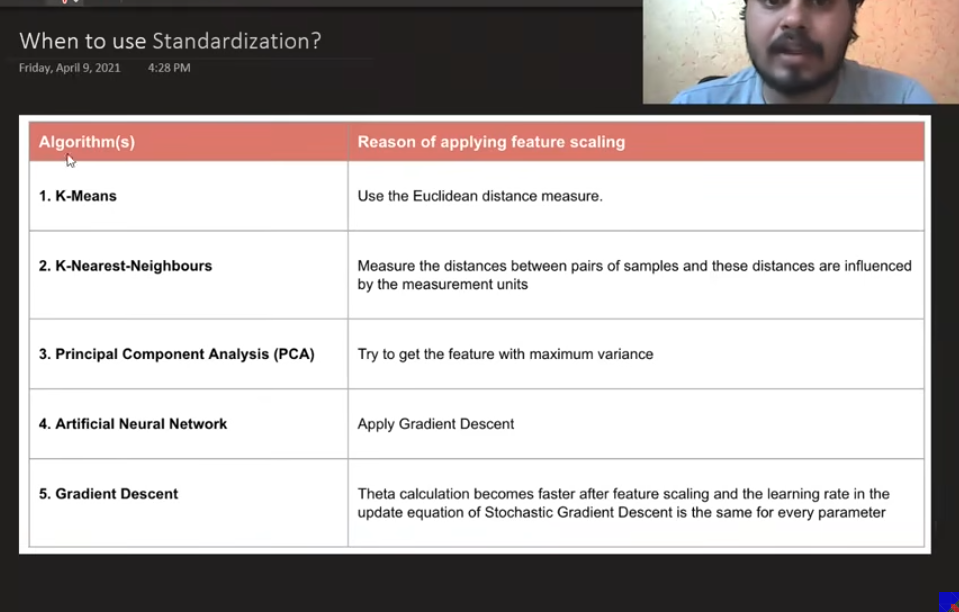 When to use Standardization?
Friday, April 9, 2021 4:28 PM
Algorithm(s) Reason of applying feature scaling
1. K-Means Use the Euclidean distance measure.
2. K-Nearest-Neighbours Measure the distances between pairs of samples and these distances are influenced
by the measurement units
3. Principal Component Analysis (PCA) Try to get the feature with maximum variance
4. Artificial Neural Network Apply Gradient Descent
5. Gradient Descent Theta calculation becomes faster after feature scaling and the learning rate in the
update equation of Stochastic Gradient Descent is the same for every parameter